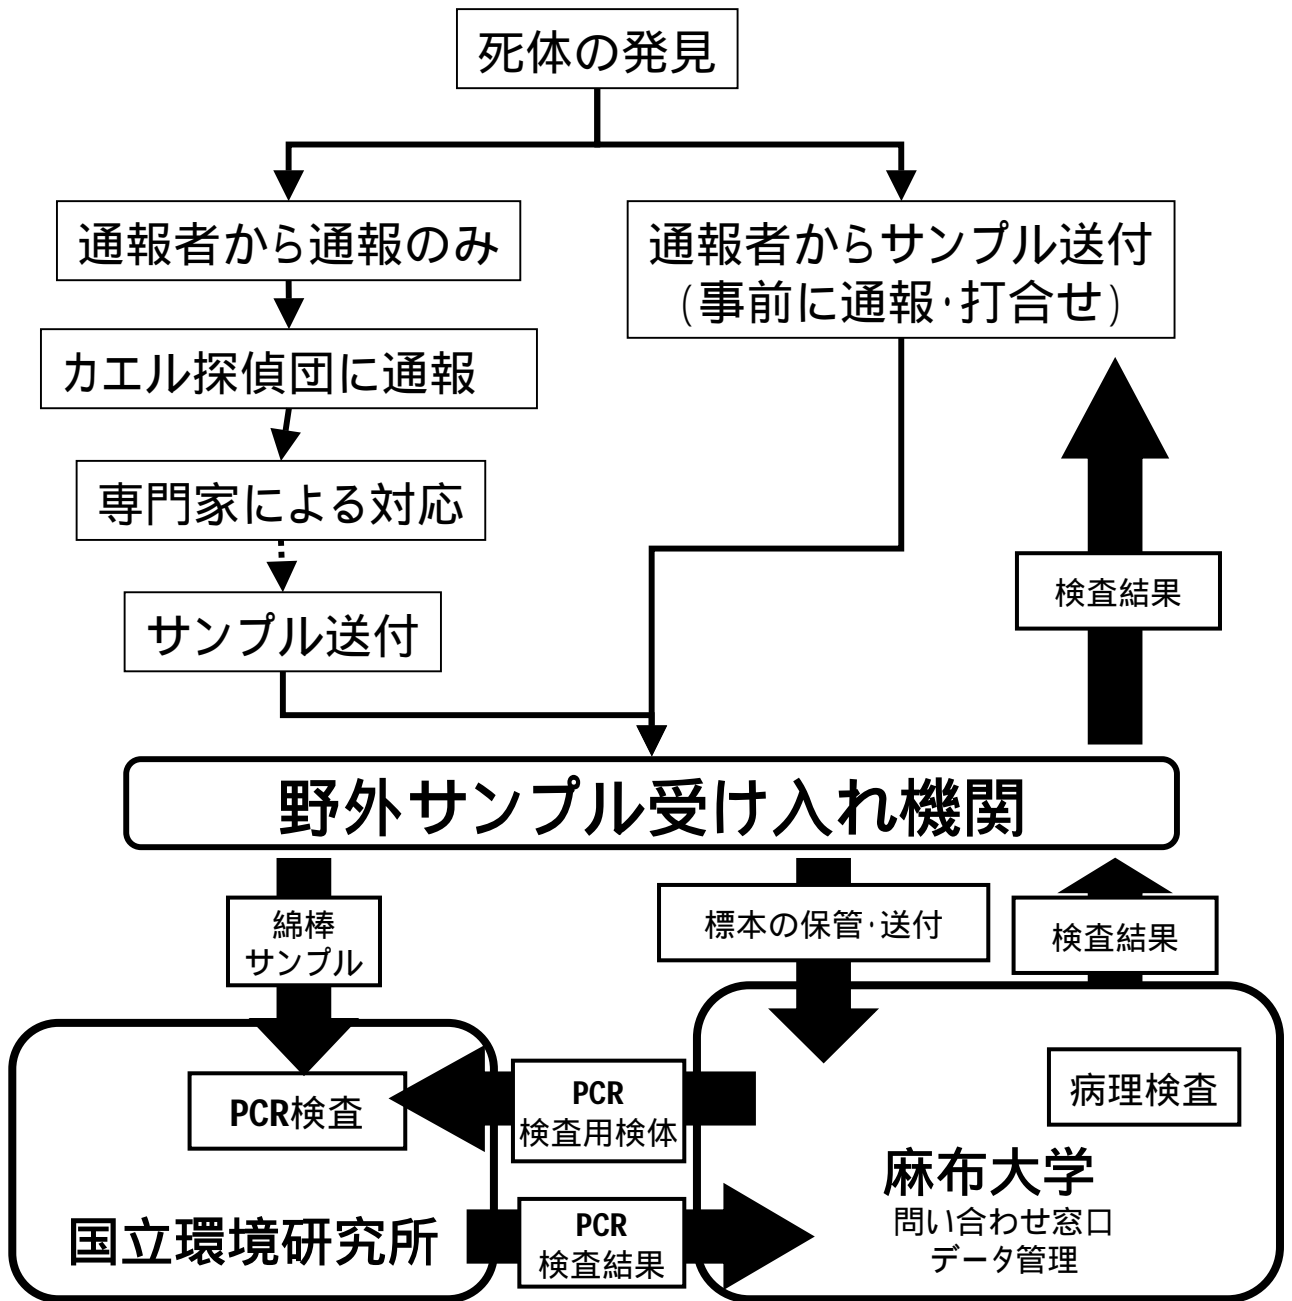 死体の発見
通報者から通報のみ
通報者からサンプル送付
(事前に通報・打合せ)
カエル探偵団に通報
専門家による対応
サンプル送付
検査結果
野外サンプル受け入れ機関
綿棒
サンプル
標本の保管・送付
検査結果
PCR検査
PCR
検査用検体
病理検査
麻布大学
問い合わせ窓口
データ管理
国立環境研究所
PCR
検査結果